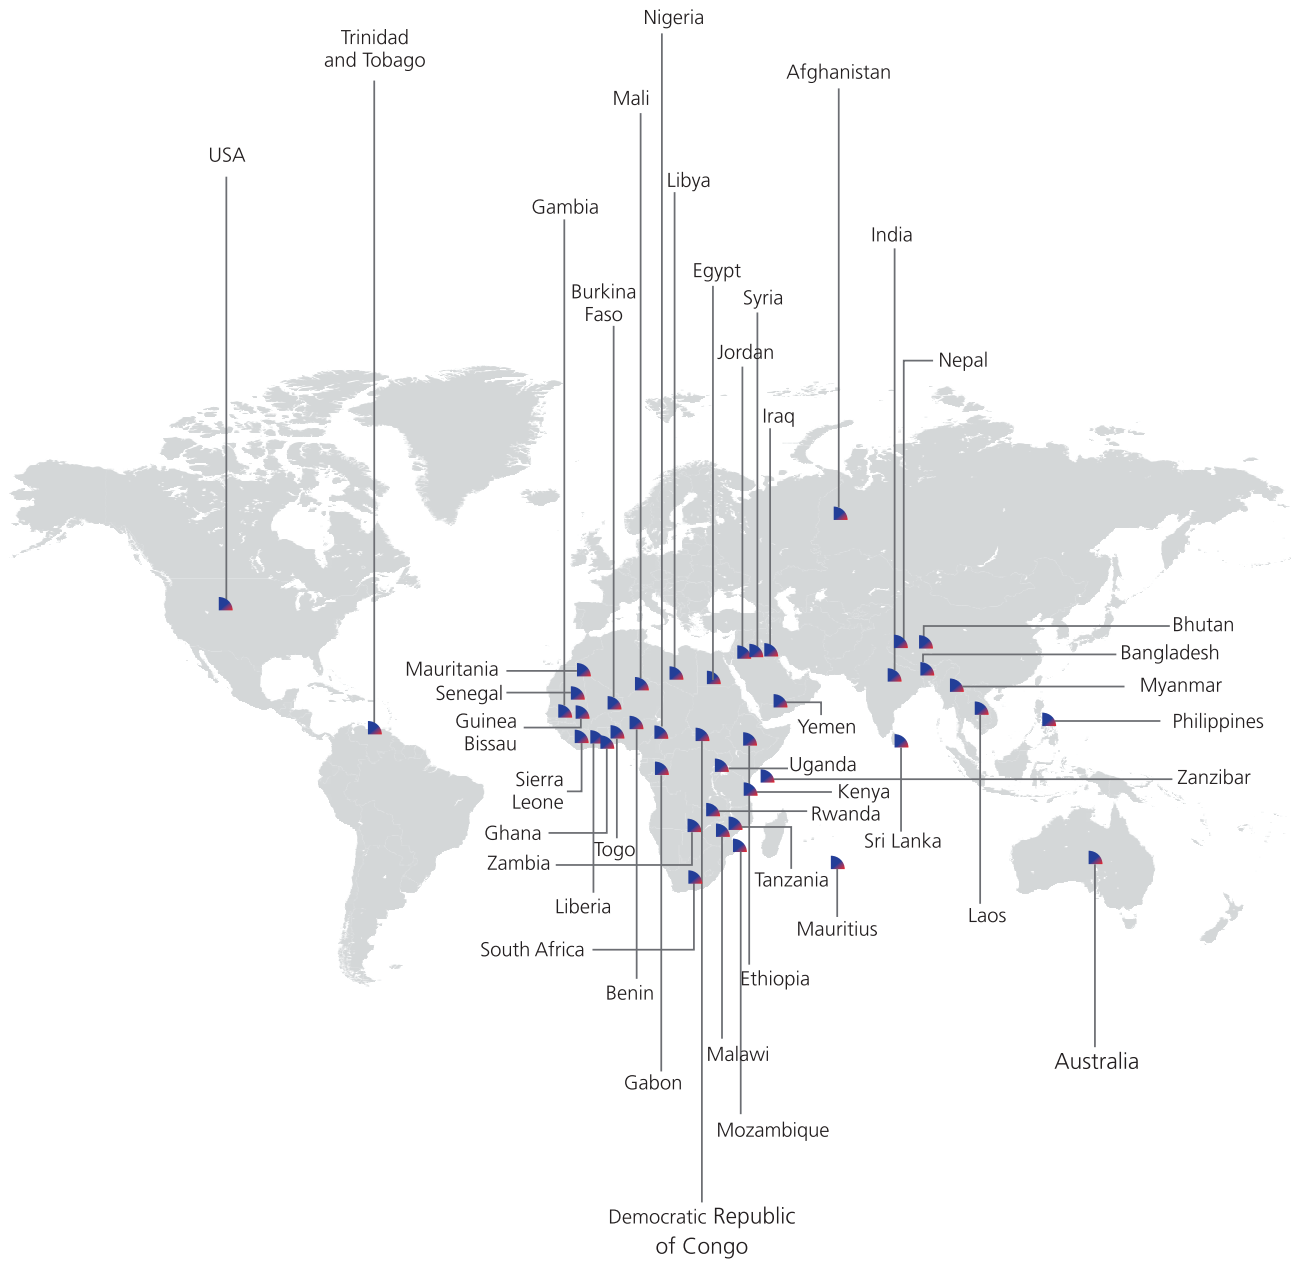 Nigeria
Trinidad
and Tobago
Afghanistan
Mali
USA
Libya
Gambia
India
Egypt
Burkina
Faso
Syria
Jordan
Nepal
Iraq
Bhutan
Bangladesh
Mauritania
Myanmar
Senegal
Guinea
Bissau
Philippines
Yemen
Uganda
Zanzibar
Sierra
Leone
Kenya
Rwanda
Ghana
Sri Lanka
Togo
Zambia
Tanzania
Liberia
Laos
Mauritius
South Africa
Ethiopia
Benin
Malawi
Australia
Gabon
Mozambique
Democratic Republic
of Congo